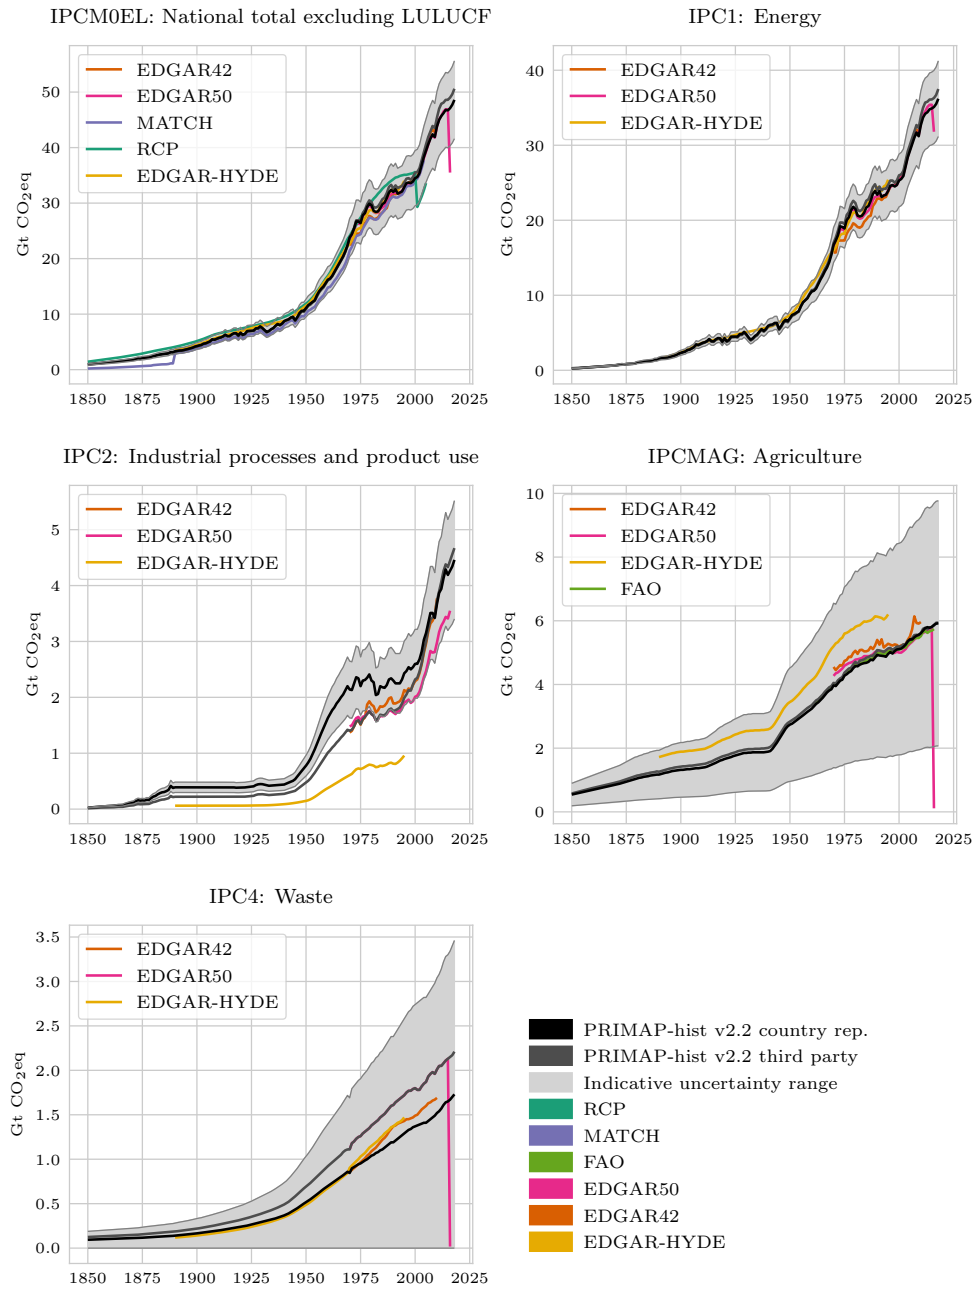 IPCM0EL: National total excluding LULUCF
EDGAR42
EDGAR50
MATCH
RCP
EDGAR-HYDE
Gt CO2eq
50
40
30
20
10
0
1850 1875 1900 1925 1950 1975 2000 2025
IPC1: Energy
EDGAR42
EDGAR50
EDGAR-HYDE
Gt CO2eq
40
30
20
10
0
1850 1875 1900 1925 1950 1975 2000 2025
IPC2: Industrial processes and product use
EDGAR42
EDGAR50
EDGAR-HYDE
Gt CO2eq
5
4
3
2
1
0
1850 1875 1900 1925 1950 1975 2000 2025
IPCMAG: Agriculture
EDGAR42
EDGAR50
EDGAR-HYDE
FAO
Gt CO2eq
10
8
6
4
2
0
1850 1875 1900 1925 1950 1975 2000 2025
IPC4: Waste
EDGAR42
EDGAR50
EDGAR-HYDE
Gt CO2eq
3.5
3.0
2.5
2.0
1.5
1.0
0.5
0.0
1850 1875 1900 1925 1950 1975 2000 2025
PRIMAP-hist v2.2 country rep.
PRIMAP-hist v2.2 third party
Indicative uncertainty range
RCP
MATCH
FAO
EDGAR50
EDGAR42
EDGAR-HYDE